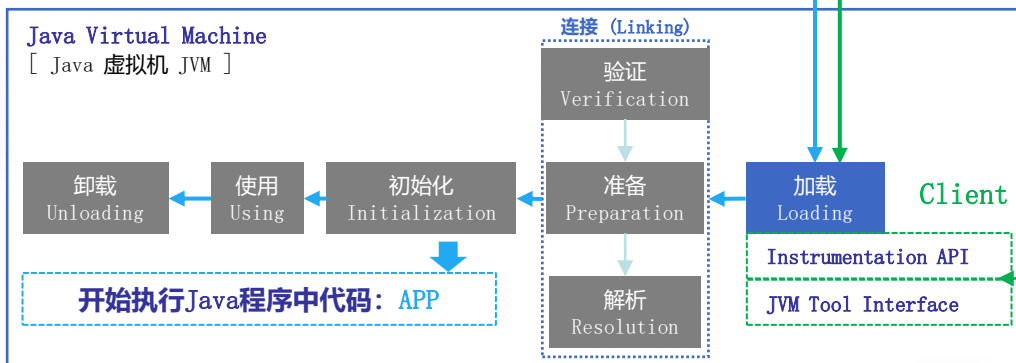 连接 (Linking)
Java Virtual Machine
[ Java 虚拟机 JVM ]
验证
Verification
卸载
Unloading
使用
Using
初始化
Initialization
准备
Preparation
加载
Loading
Client
Instrumentation API
开始执行Java程序中代码: APP
解析
Resolution
JVM Tool Interface